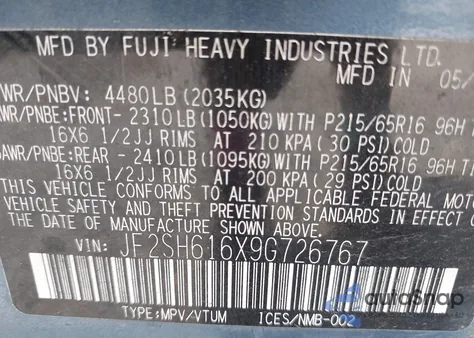 MFD BY FUJI HEAVY INDUSTRIES LTD.
MFD IN 05/
WR/PNBV: 4480LB (2035KG)
AWR/PNBE:FRONT- 2310LB (1050KG)WITH P215/65R16 96H
16X6 1/2JJ RIMS AT 210 KPA ( 30 PSI)COLD
GAWR/PNBE:REAR - 2410LB (1095KG)WITH P215/65R16 96H
16X6 1/2JJ RIMS AT 200 KPA ( 29 PSI)COLD
THIS VEHICLE CONFORMS TO ALL APPLICABLE FEDERAL MOTOR
VEHICLE SAFETY AND THEFT PREVENTION STANDARDS IN EFFECT
THE DATE OF MANUFACTURE SHOWN ABOVE.
VIN: JF2SH616X9G726767
autoSnap
TYPE:MPV/VTUM ICES/NMB-002